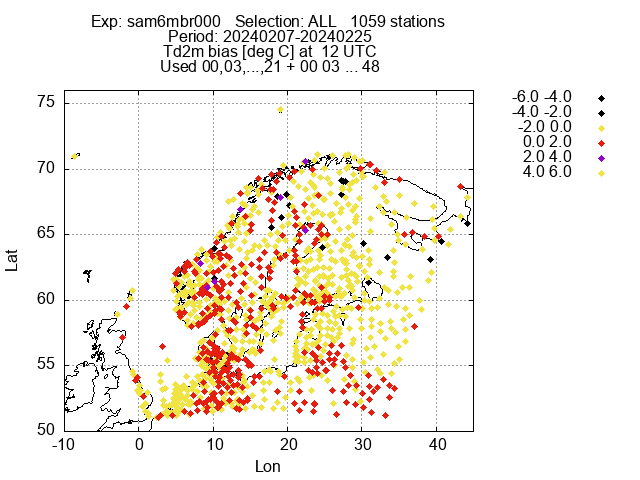 Exp: sam6mbr000   Selection: ALL   1059 stations
Period: 20240207-20240225
Td2m bias [deg C] at  12 UTC
Used 00,03,...,21 + 00 03 ... 48
-6.0 -4.0
-4.0 -2.0
-2.0 0.0
0.0 2.0
2.0 4.0
4.0 6.0
75
70
65
60
55
50
Lat
-10 0 10 20 30 40
Lon